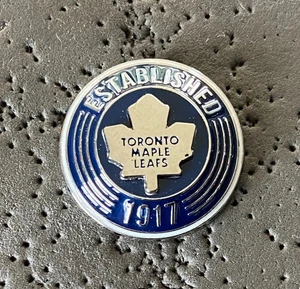 ESTABLISHED
TORONTO
MAPLE
LEAFS
1917